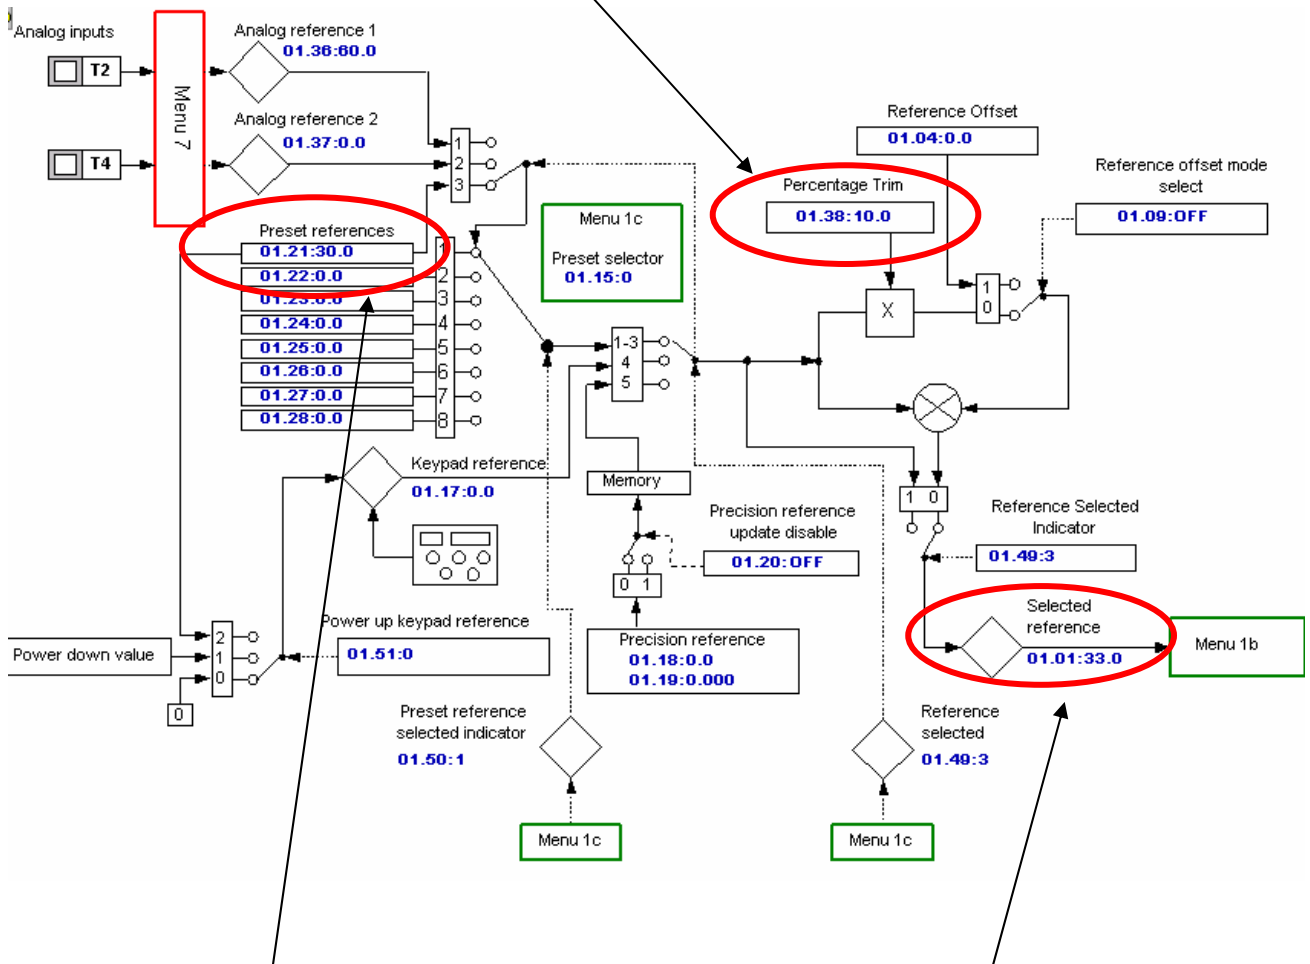 Analog inputs
T2
T4
Menu 7
Analog reference 1
01.36:60.0
Analog reference 2
01.37:0.0
1
2
3
Preset references
01.21:30.0
01.22:0.0
01.23:0.0
01.24:0.0
01.25:0.0
01.26:0.0
01.27:0.0
01.28:0.0
1
2
3
4
5
6
7
8
Menu 1c
Preset selector
01.15:0
Percentage Trim
01.38:10.0
Reference Offset
01.04:0.0
Reference offset mode
select
01.09:OFF
X
1
0
1-3
4
5
Keypad reference
01.17:0.0
Memory
Precision reference
update disable
01.20:OFF
0 1
Precision reference
01.18:0.0
01.19:0.000
1 0
Reference Selected
Indicator
01.49:3
Selected
reference
01.01:33.0
Menu 1b
Power up keypad reference
01.51:0
Power down value
2
1
0
0
Preset reference
selected indicator
01.50:1
Menu 1c
Reference
selected
01.49:3
Menu 1c